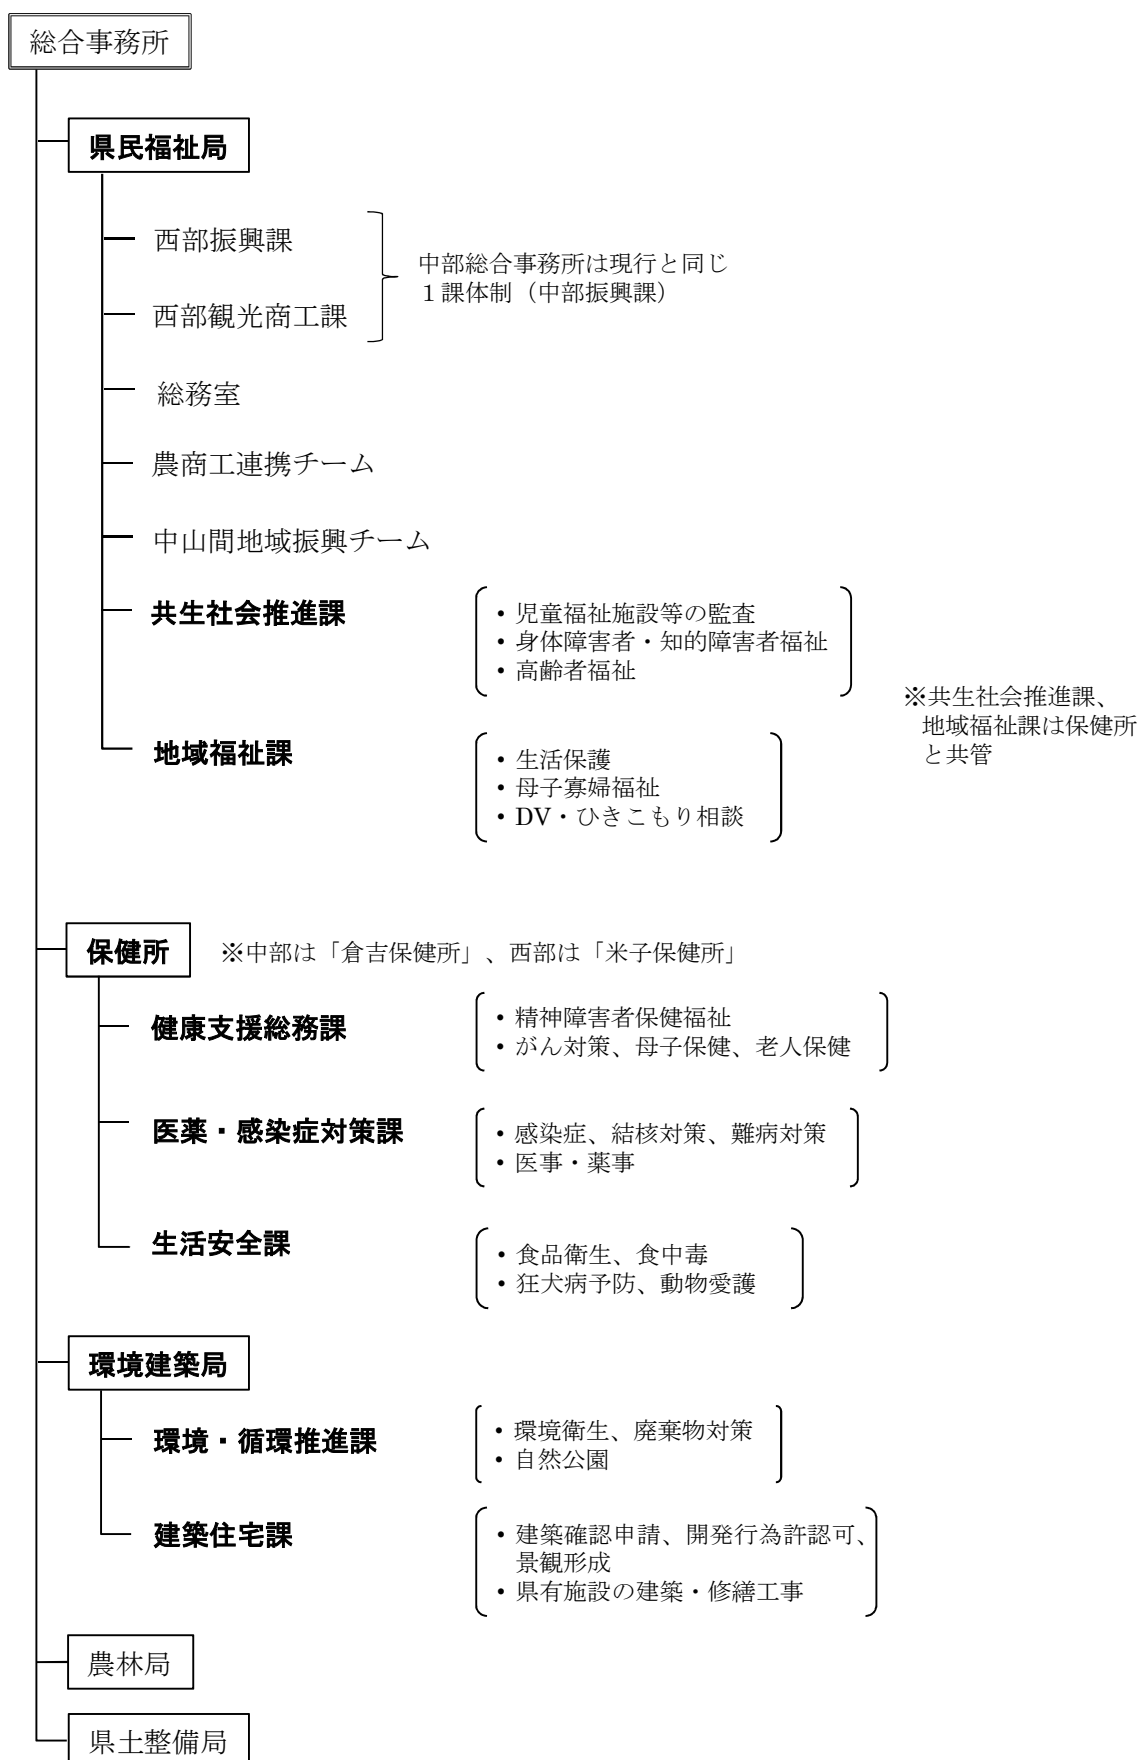 総合事務所
県民福祉局
西部振興課
西部観光商工課
中部総合事務所は現行と同じ
１課体制（中部振興課）
総務室
農商工連携チーム
中山間地域振興チーム
共生社会推進課
・児童福祉施設等の監査
・身体障害者・知的障害者福祉
・高齢者福祉
※共生社会推進課、
地域福祉課は保健所
と共管
地域福祉課
・生活保護
・母子寡婦福祉
・DV・ひきこもり相談
保健所
※中部は「倉吉保健所」、西部は「米子保健所」
健康支援総務課
・精神障害者保健福祉
・がん対策、母子保健、老人保健
医薬・感染症対策課
・感染症、結核対策、難病対策
・医事・薬事
生活安全課
・食品衛生、食中毒
・狂犬病予防、動物愛護
環境建築局
環境・循環推進課
・環境衛生、廃棄物対策
・自然公園
建築住宅課
・建築確認申請、開発行為許認可、
景観形成
・県有施設の建築・修繕工事
農林局
県土整備局